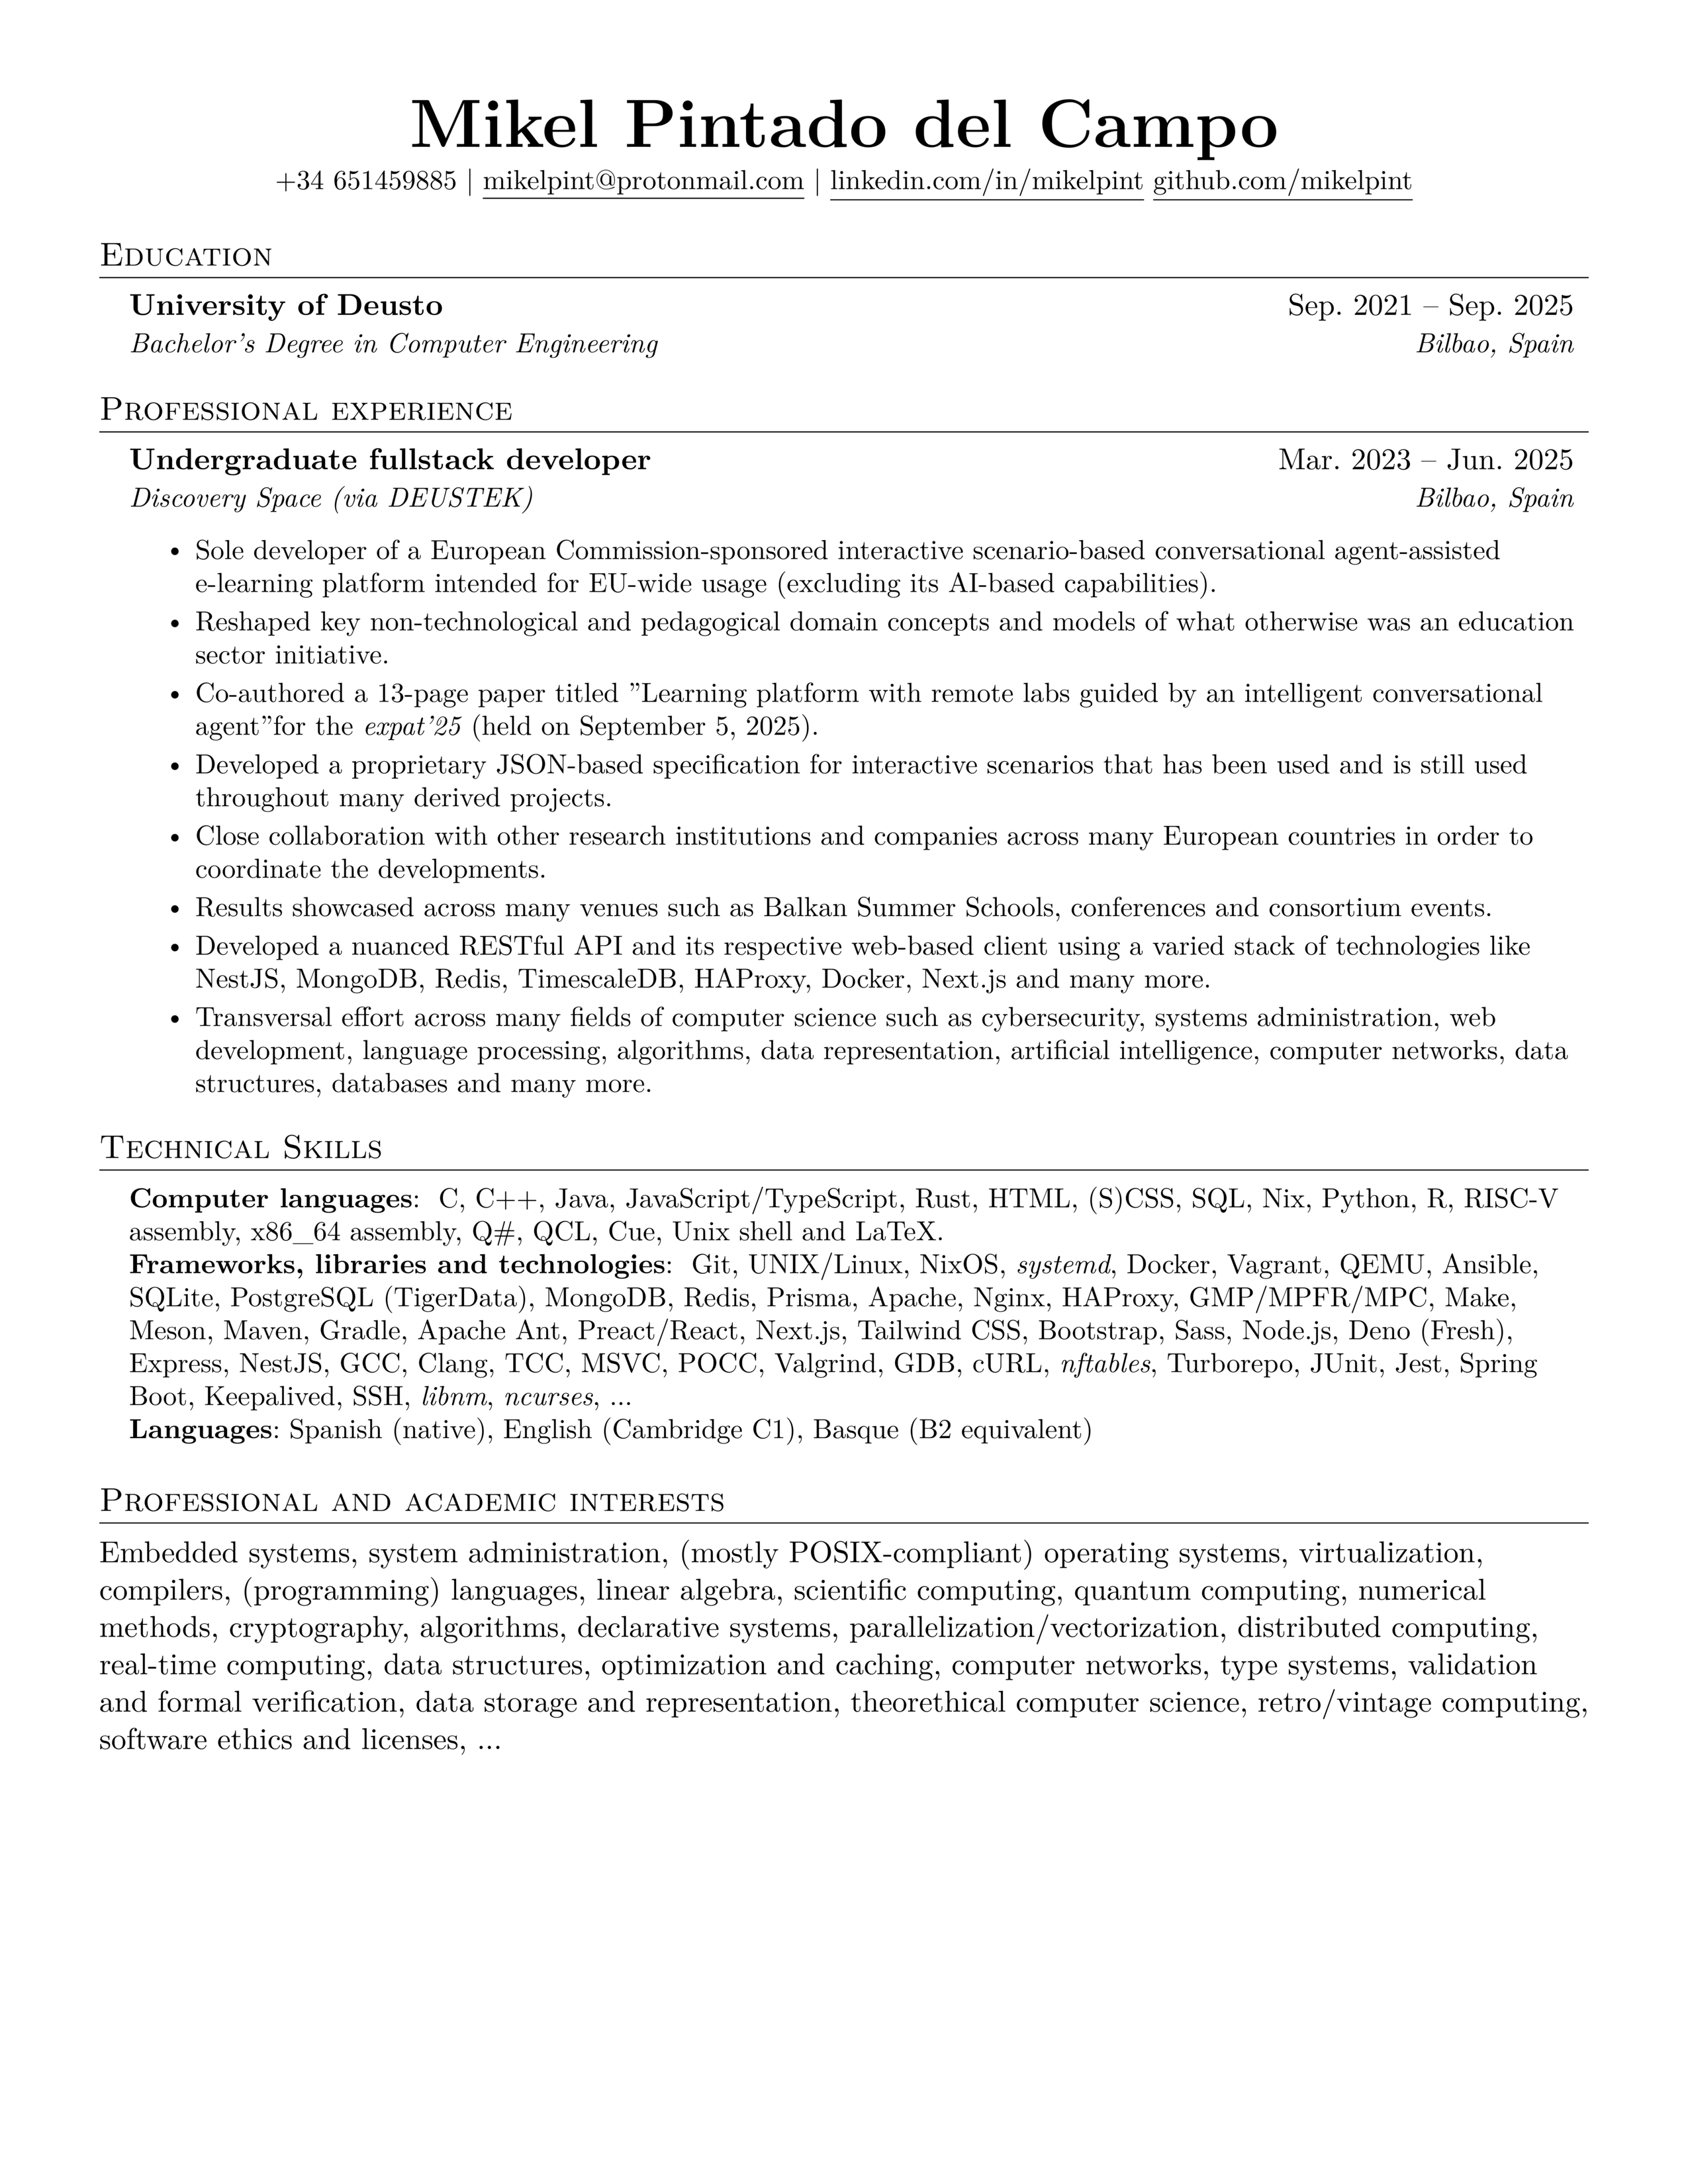 Mikel Pintado del Campo
+34 651459885 | mikelpint@protonmail.com | linkedin.com/in/mikelpint github.com/mikelpint
Education
University of Deusto Sep. 2021 – Sep. 2025
Bachelor's Degree in Computer Engineering Bilbao, Spain
Professional experience
Undergraduate fullstack developer Mar. 2023 – Jun. 2025
Discovery Space (via DEUSTEK) Bilbao, Spain
• Sole developer of a European Commission-sponsored interactive scenario-based conversational agent-assisted
e-learning platform intended for EU-wide usage (excluding its AI-based capabilities).
• Reshaped key non-technological and pedagogical domain concepts and models of what otherwise was an education
sector initiative.
• Co-authored a 13-page paper titled ”Learning platform with remote labs guided by an intelligent conversational
agent”for the expat’25 (held on September 5, 2025).
• Developed a proprietary JSON-based specification for interactive scenarios that has been used and is still used
throughout many derived projects.
• Close collaboration with other research institutions and companies across many European countries in order to
coordinate the developments.
• Results showcased across many venues such as Balkan Summer Schools, conferences and consortium events.
• Developed a nuanced RESTful API and its respective web-based client using a varied stack of technologies like
NestJS, MongoDB, Redis, TimescaleDB, HAProxy, Docker, Next.js and many more.
• Transversal effort across many fields of computer science such as cybersecurity, systems administration, web
development, language processing, algorithms, data representation, artificial intelligence, computer networks, data
structures, databases and many more.
Technical Skills
Computer languages: C, C++, Java, JavaScript/TypeScript, Rust, HTML, (S)CSS, SQL, Nix, Python, R, RISC-V
assembly, x86_64 assembly, Q#, QCL, Cue, Unix shell and LaTeX.
Frameworks, libraries and technologies: Git, UNIX/Linux, NixOS, systemd, Docker, Vagrant, QEMU, Ansible,
SQLite, PostgreSQL (TigerData), MongoDB, Redis, Prisma, Apache, Nginx, HAProxy, GMP/MPFR/MPC, Make,
Meson, Maven, Gradle, Apache Ant, Preact/React, Next.js, Tailwind CSS, Bootstrap, Sass, Node.js, Deno (Fresh),
Express, NestJS, GCC, Clang, TCC, MSVC, POCC, Valgrind, GDB, cURL, nftables, Turborepo, JUnit, Jest, Spring
Boot, Keepalived, SSH, libnm, ncurses, ...
Languages: Spanish (native), English (Cambridge C1), Basque (B2 equivalent)
Professional and academic interests
Embedded systems, system administration, (mostly POSIX-compliant) operating systems, virtualization,
compilers, (programming) languages, linear algebra, scientific computing, quantum computing, numerical
methods, cryptography, algorithms, declarative systems, parallelization/vectorization, distributed computing,
real-time computing, data structures, optimization and caching, computer networks, type systems, validation
and formal verification, data storage and representation, theorethical computer science, retro/vintage computing,
software ethics and licenses, ...